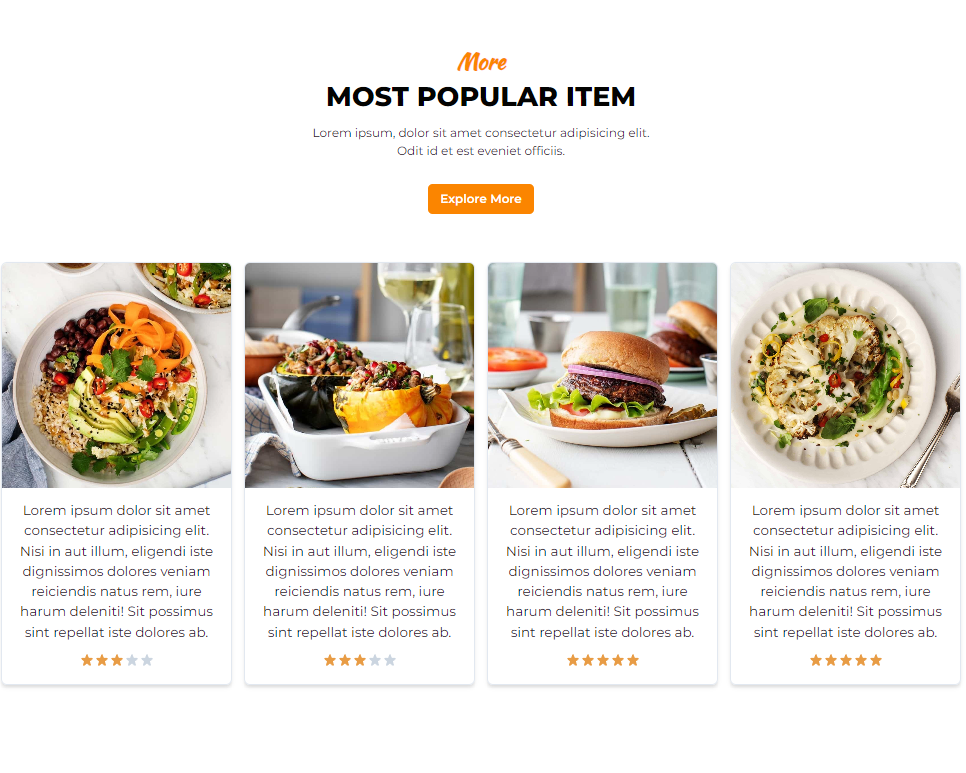 More
MOST POPULAR ITEM
Lorem ipsum, dolor sit amet consectetur adipisicing elit.
Odit id et est eveniet officiis.
Explore More
Lorem ipsum dolor sit amet
consectetur adipisicing elit.
Nisi in aut illum, eligendi iste
dignissimos dolores veniam
reiciendis natus rem, iure
harum deleniti! Sit possimus
sint repellat iste dolores ab.
Lorem ipsum dolor sit amet
consectetur adipisicing elit.
Nisi in aut illum, eligendi iste
dignissimos dolores veniam
reiciendis natus rem, iure
harum deleniti! Sit possimus
sint repellat iste dolores ab.
Lorem ipsum dolor sit amet
consectetur adipisicing elit.
Nisi in aut illum, eligendi iste
dignissimos dolores veniam
reiciendis natus rem, iure
harum deleniti! Sit possimus
sint repellat iste dolores ab.
Lorem ipsum dolor sit amet
consectetur adipisicing elit.
Nisi in aut illum, eligendi iste
dignissimos dolores veniam
reiciendis natus rem, iure
harum deleniti! Sit possimus
sint repellat iste dolores ab.